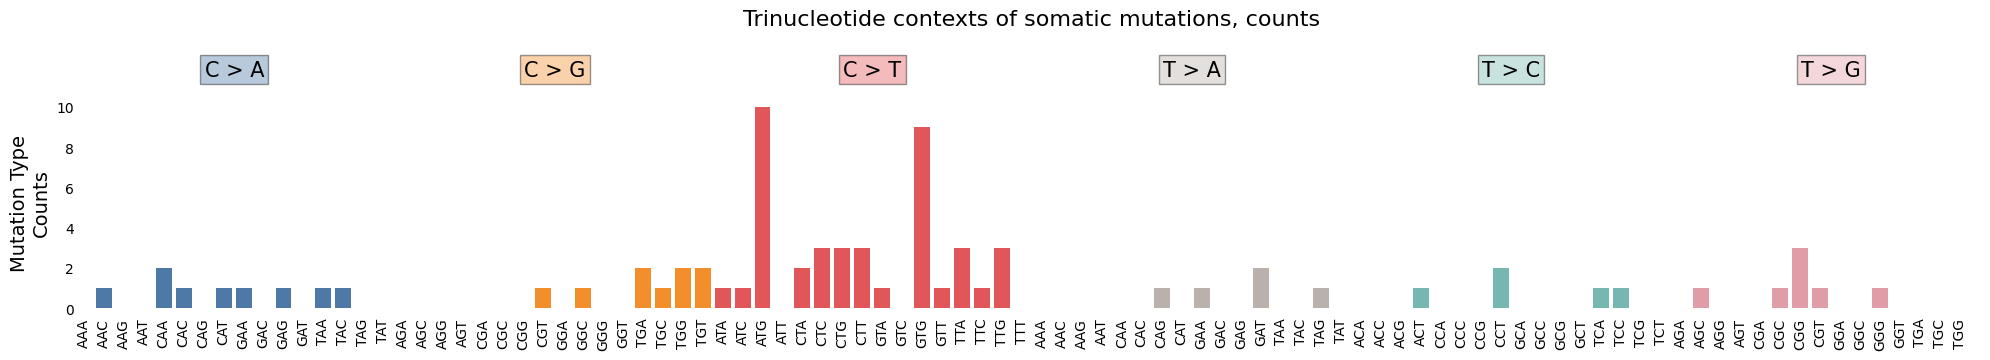 Trinucleotide contexts of somatic mutations, counts
C > A
C > G
C > T
T > A
T > C
T > G
Mutation Type
Counts
10
8
6
4
2
0
AAA
AAC
AAG
AAT
CAA
CAC
CAG
CAT
GAA
GAC
GAG
GAT
TAA
TAC
TAG
TAT
AGA
AGC
AGG
AGT
CGA
CGC
CGG
CGT
GGA
GGC
GGG
GGT
TGA
TGC
TGG
TGT
ATA
ATC
ATG
ATT
CTA
CTC
CTG
CTT
GTA
GTC
GTG
GTT
TTA
TTC
TTG
TTT
AAA
AAC
AAG
AAT
CAA
CAC
CAG
CAT
GAA
GAC
GAG
GAT
TAA
TAC
TAG
TAT
ACA
ACC
ACG
ACT
CCA
CCC
CCG
CCT
GCA
GCC
GCG
GCT
TCA
TCC
TCG
TCT
AGA
AGC
AGG
AGT
CGA
CGC
CGG
CGT
GGA
GGC
GGG
GGT
TGA
TGC
TGG